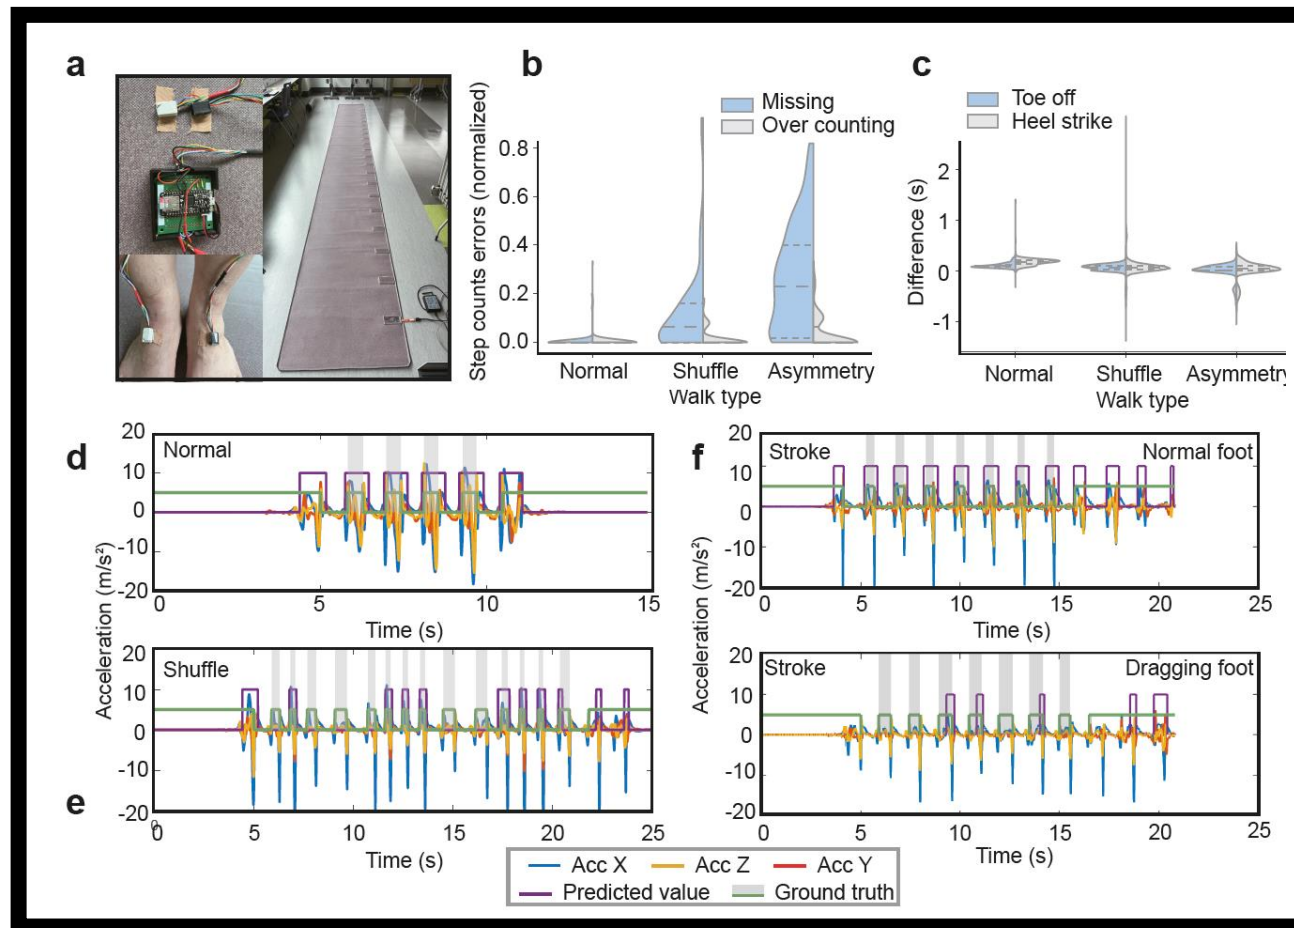 a
b
Missing
Over counting
Step counts errors (normalized)
0.8
0.6
0.4
0.2
0.0
Normal
Shuffle
Asymmetry
Walk type
c
Toe off
Heel strike
Difference (s)
2
1
0
-1
Normal
Shuffle
Asymmetry
Walk type
d
Normal
20
10
0
-10
-20
0
5
10
15
Time (s)
Acceleration (m/s²)
e
Shuffle
20
10
0
-10
-20
0
5
10
15
20
25
Time (s)
f
Stroke
Normal foot
20
10
0
-10
-20
0
5
10
15
20
25
Time (s)
Acceleration (m/s²)
Stroke
Dragging foot
20
10
0
-10
-20
0
5
10
15
20
25
Time (s)
Acc X
Acc Z
Acc Y
Predicted value
Ground truth